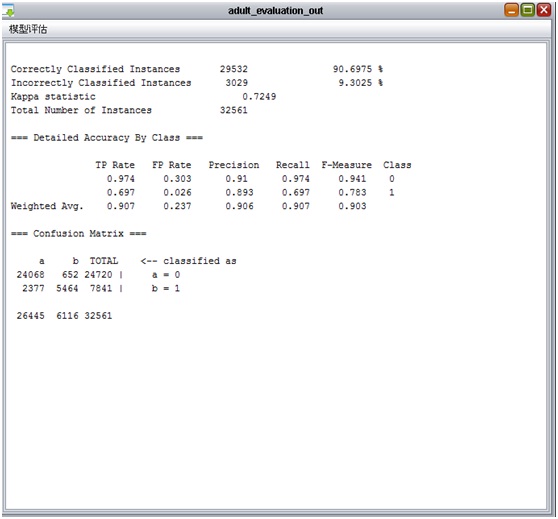 adult_evaluation_out
模型评估
Correctly Classified Instances 29532 90.6975 %
Incorrectly Classified Instances 3029 9.3025 %
Kappa statistic 0.7249
Total Number of Instances 32561
=== Detailed Accuracy By Class ===
TP Rate FP Rate Precision Recall F-Measure Class
0.974 0.303 0.91 0.974 0.941 0
0.697 0.026 0.893 0.697 0.783 1
Weighted Avg. 0.907 0.237 0.906 0.907 0.903
=== Confusion Matrix ===
a b TOTAL <-- classified as
24068 652 24720 | a = 0
2377 5464 7841 | b = 1
26445 6116 32561